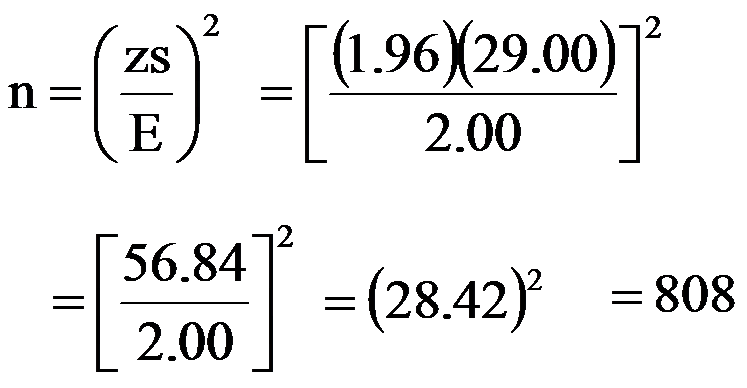 n = (zs/E)² = [(1.96)(29.00)/2.00]²
= [56.84/2.00]² = (28.42)² = 808